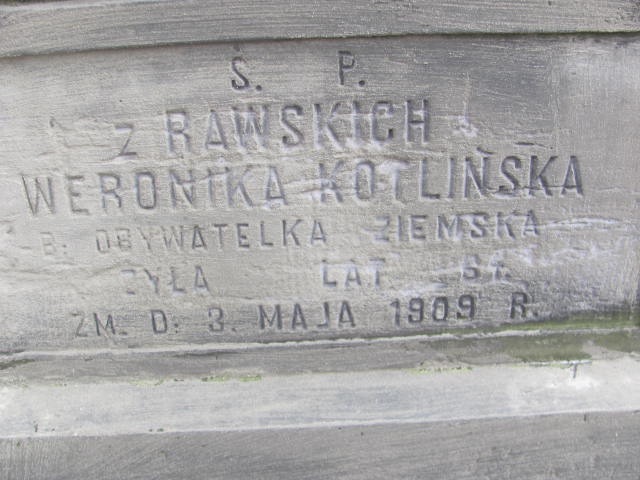 Ś. P.
Z RAWSKICH
WERONIKA KOTLIŃSKA
B. OBYWATELKA ZIEMSKA
ŻYŁA LAT
ZM. D. 3. MAJA 1909 R.